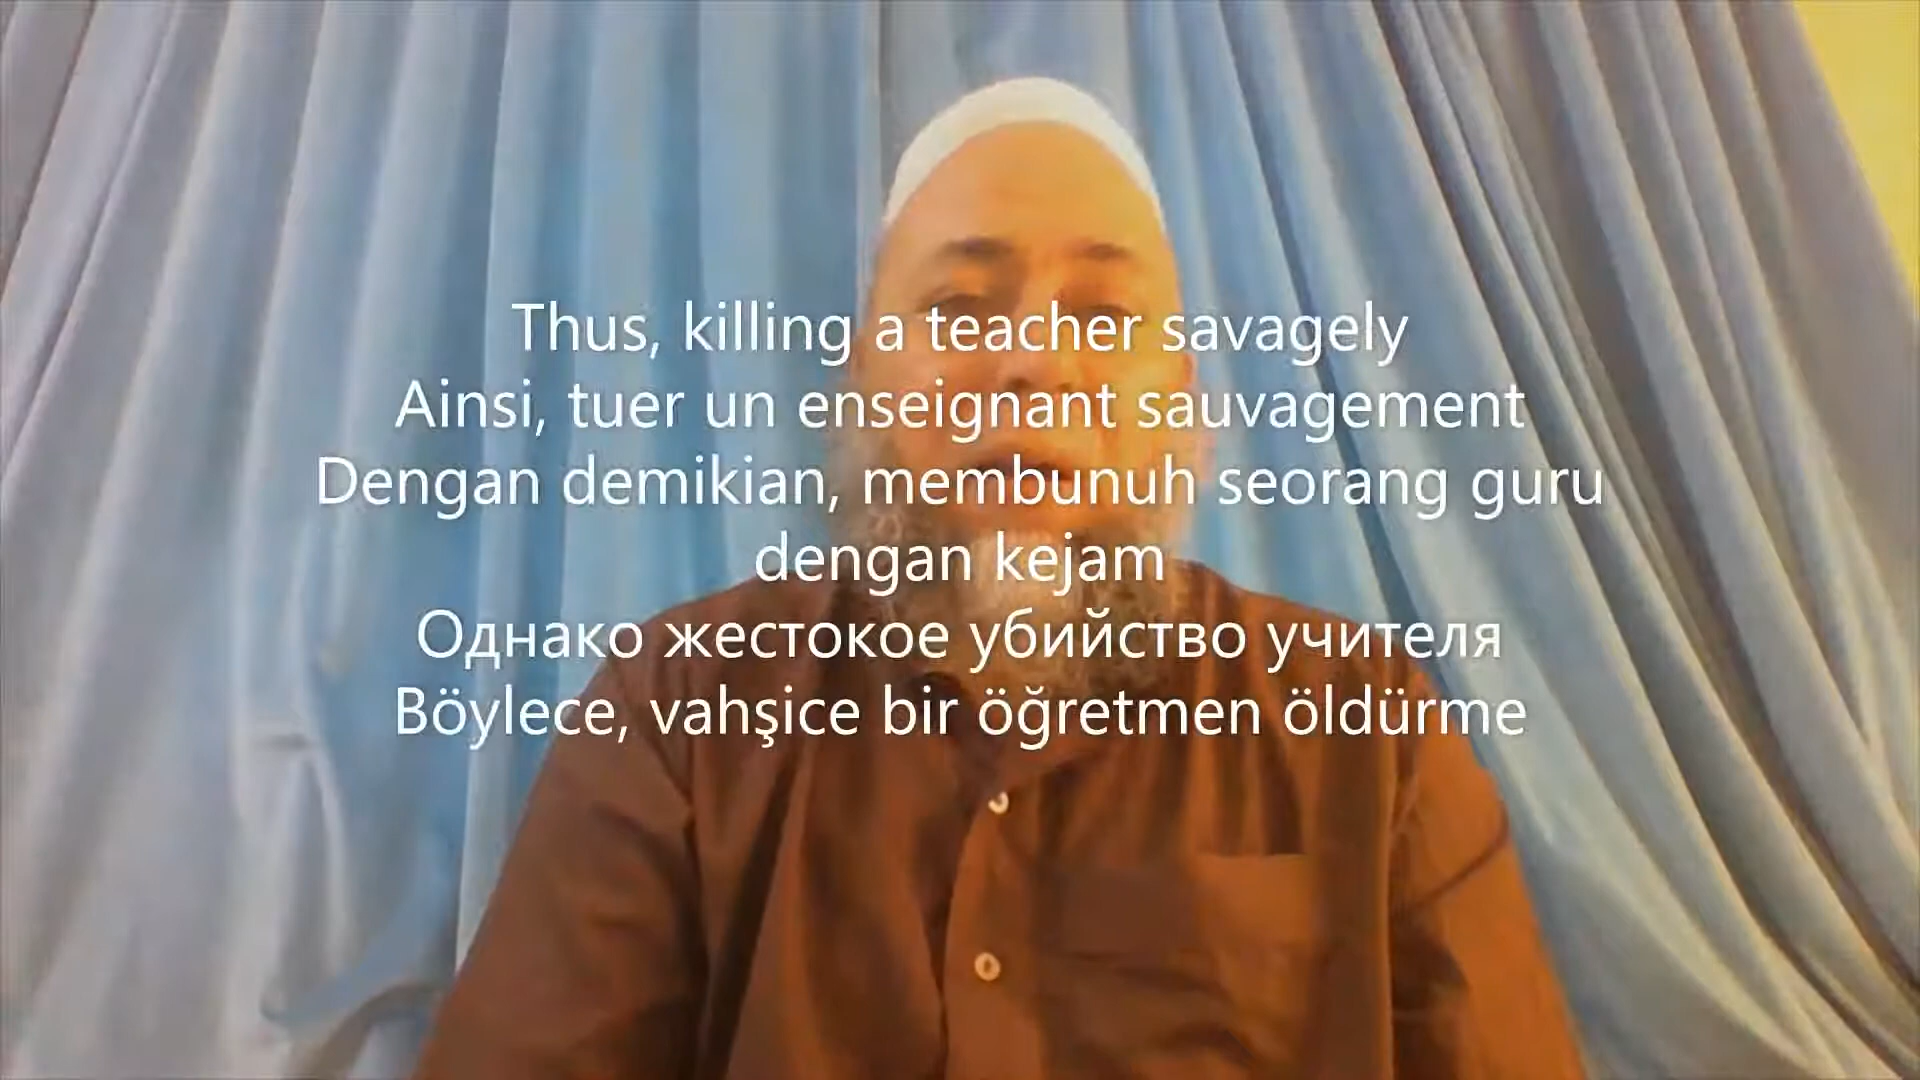 Thus, killing a teacher savagely
Ainsi, tuer un enseignant sauvagement
Dengan demikian, membunuh seorang guru
dengan kejam
Однако жестокое убийство учителя
Böylece, vahşice bir öğretmen öldürme